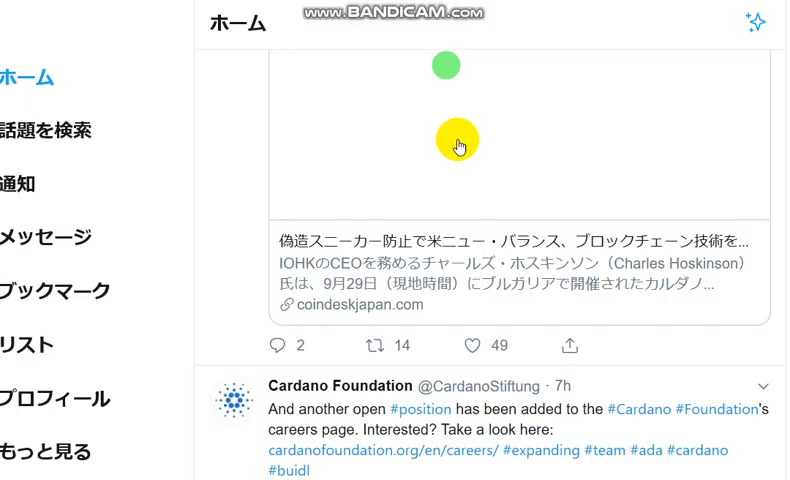 www.BANDICAM.com
ホーム
ホーム
話題を検索
通知
メッセージ
ブックマーク
リスト
プロフィール
もっと見る
偽造スニーカー防止で米ニュー・バランス、ブロックチェーン技術を...
IOHKのCEOを務めるチャールズ・ホスキンソン（Charles Hoskinson）
氏は、9月29日（現地時間）にブルガリアで開催されたカルダノ...
coindeskjapan.com
2 14 49
Cardano Foundation @CardanoStiftung · 7h
And another open #position has been added to the #Cardano #Foundation's
careers page. Interested? Take a look here:
cardanofoundation.org/en/careers/ #expanding #team #ada #cardano
#buidl